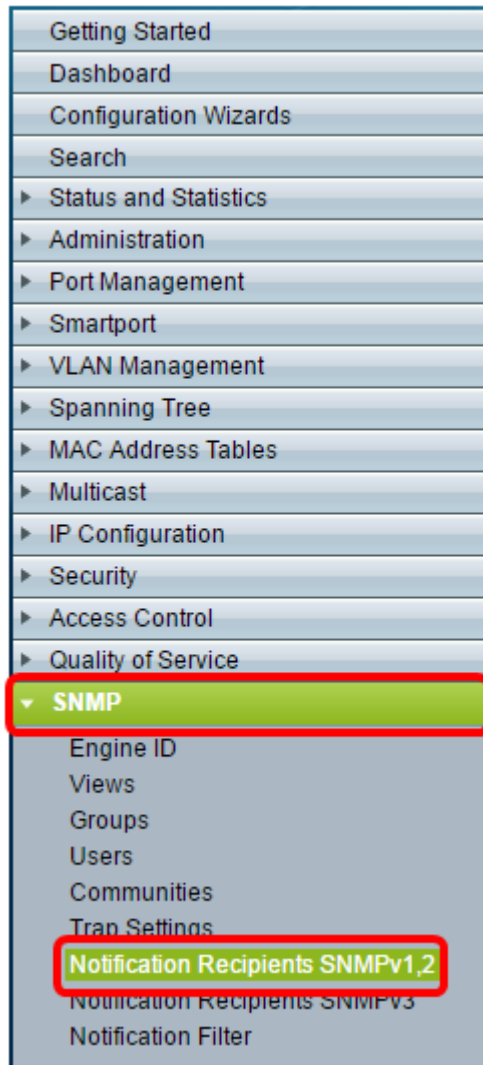 Getting Started
Dashboard
Configuration Wizards
Search
Status and Statistics
Administration
Port Management
Smartport
VLAN Management
Spanning Tree
MAC Address Tables
Multicast
IP Configuration
Security
Access Control
Quality of Service
SNMP
Engine ID
Views
Groups
Users
Communities
Trap Settings
Notification Recipients SNMPv1,2
Notification Recipients SNMPv3
Notification Filter